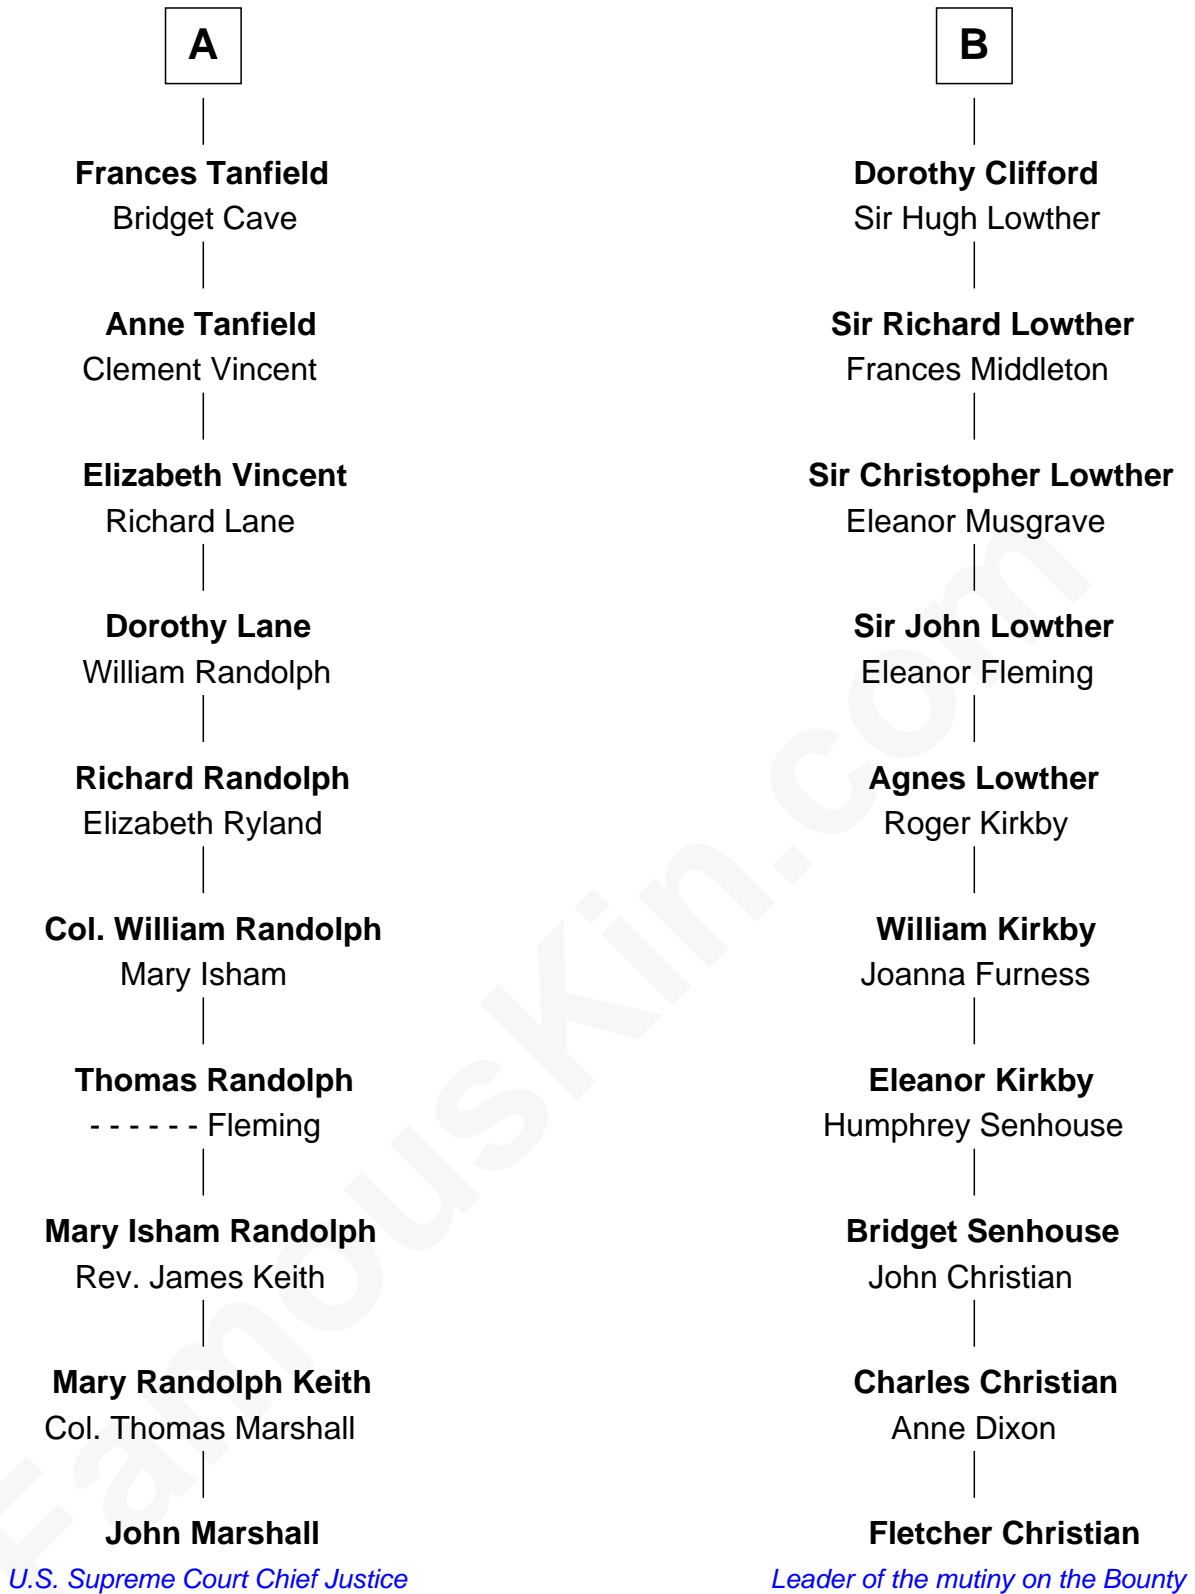 A
Frances Tanfield
Bridget Cave
Anne Tanfield
Clement Vincent
Elizabeth Vincent
Richard Lane
Dorothy Lane
William Randolph
Richard Randolph
Elizabeth Ryland
Col. William Randolph
Mary Isham
Thomas Randolph
- - - - - - Fleming
Mary Isham Randolph
Rev. James Keith
Mary Randolph Keith
Col. Thomas Marshall
John Marshall
U.S. Supreme Court Chief Justice
B
Dorothy Clifford
Sir Hugh Lowther
Sir Richard Lowther
Frances Middleton
Sir Christopher Lowther
Eleanor Musgrave
Sir John Lowther
Eleanor Fleming
Agnes Lowther
Roger Kirkby
William Kirkby
Joanna Furness
Eleanor Kirkby
Humphrey Senhouse
Bridget Senhouse
John Christian
Charles Christian
Anne Dixon
Fletcher Christian
Leader of the mutiny on the Bounty
FamousKin.com